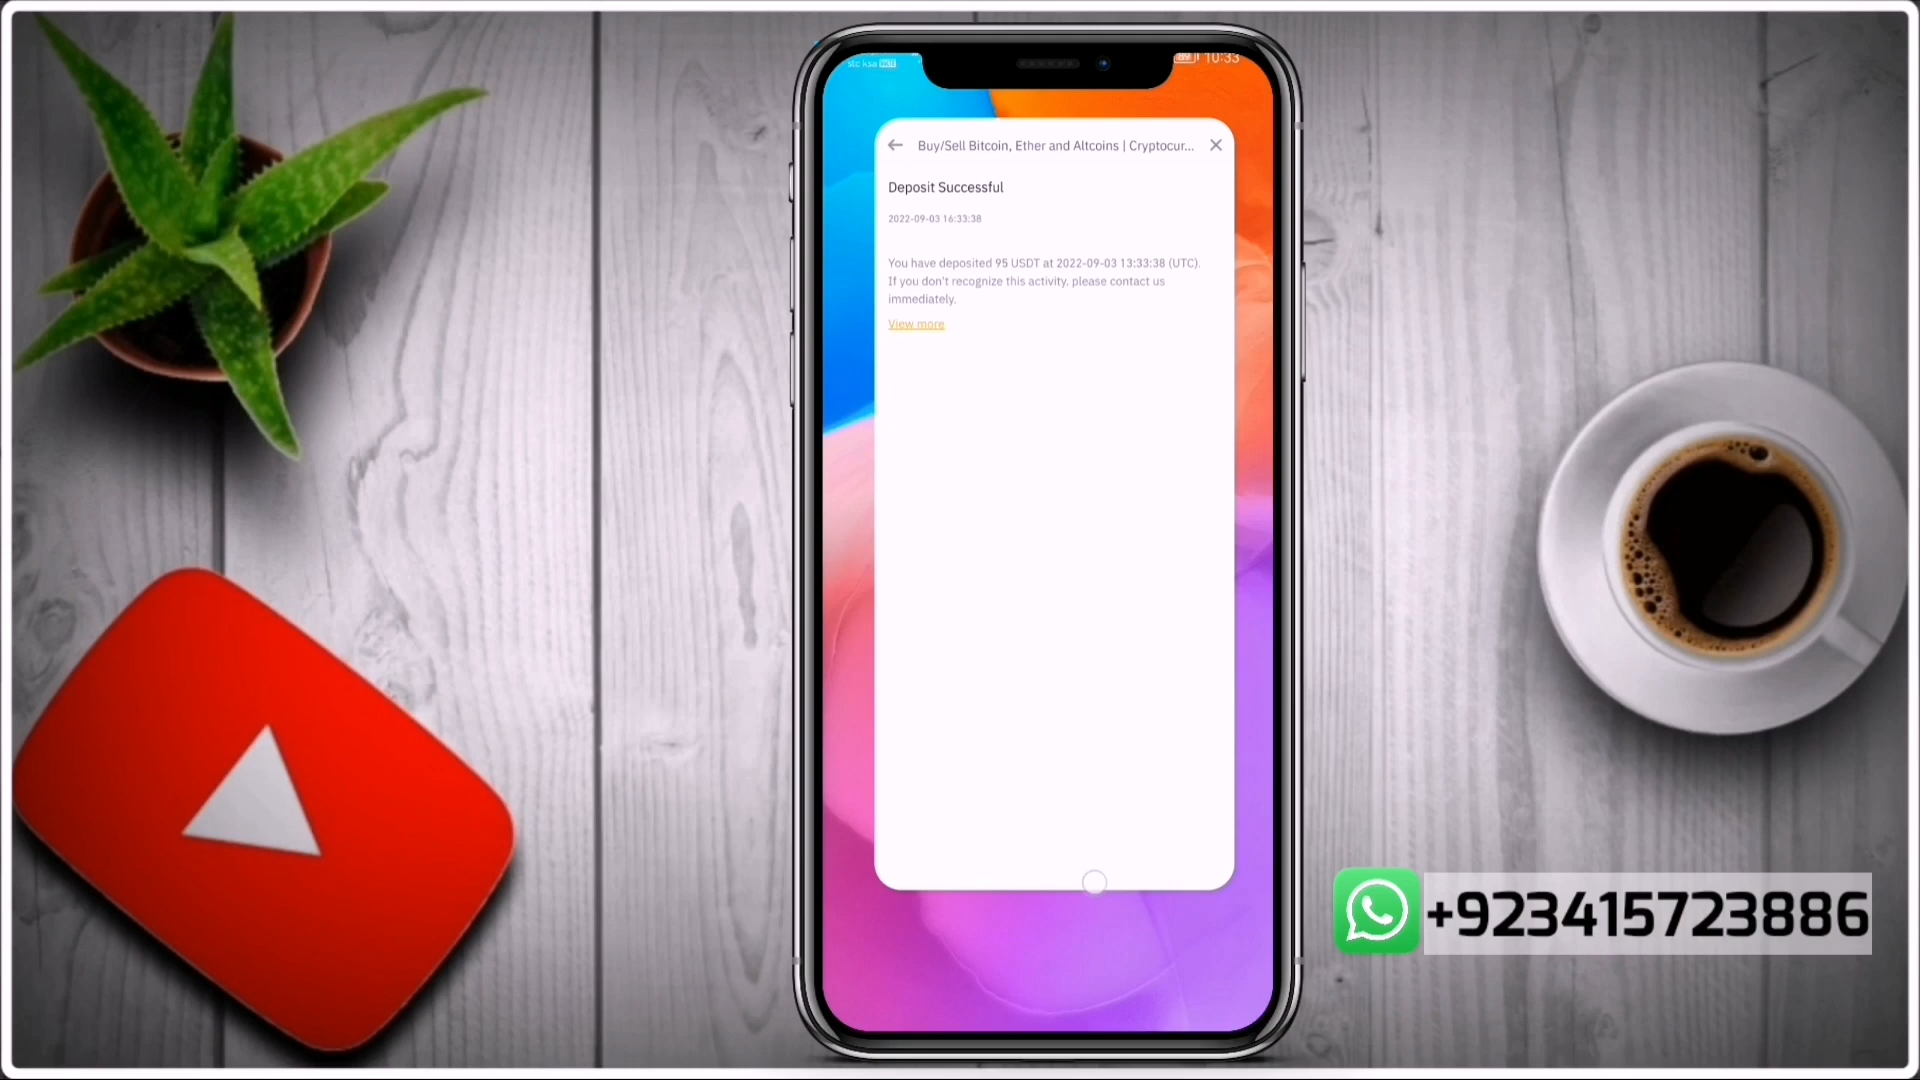 stc ksa VoLTE
89 10:33
Buy/Sell Bitcoin, Ether and Altcoins | Cryptocur...
Deposit Successful
2022-09-03 16:33:38
You have deposited 95 USDT at 2022-09-03 13:33:38 (UTC).
If you don't recognize this activity, please contact us
immediately.
View more
+923415723886